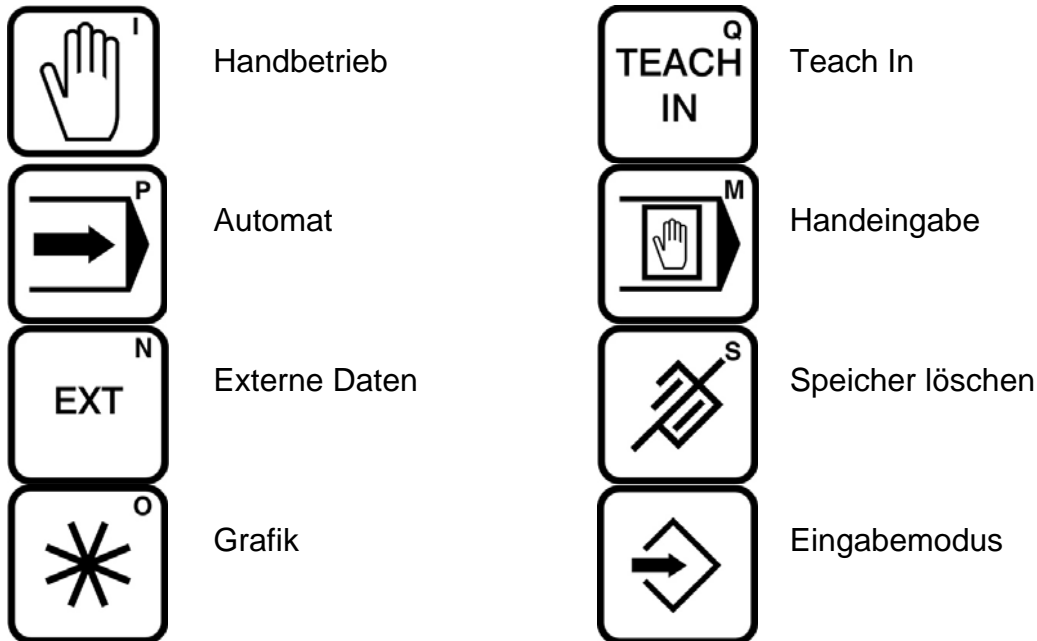 I
Handbetrieb
Q
TEACH
IN
Teach In
P
Automat
M
Handeingabe
N
EXT
Externe Daten
S
Speicher löschen
O
Grafik
Eingabemodus